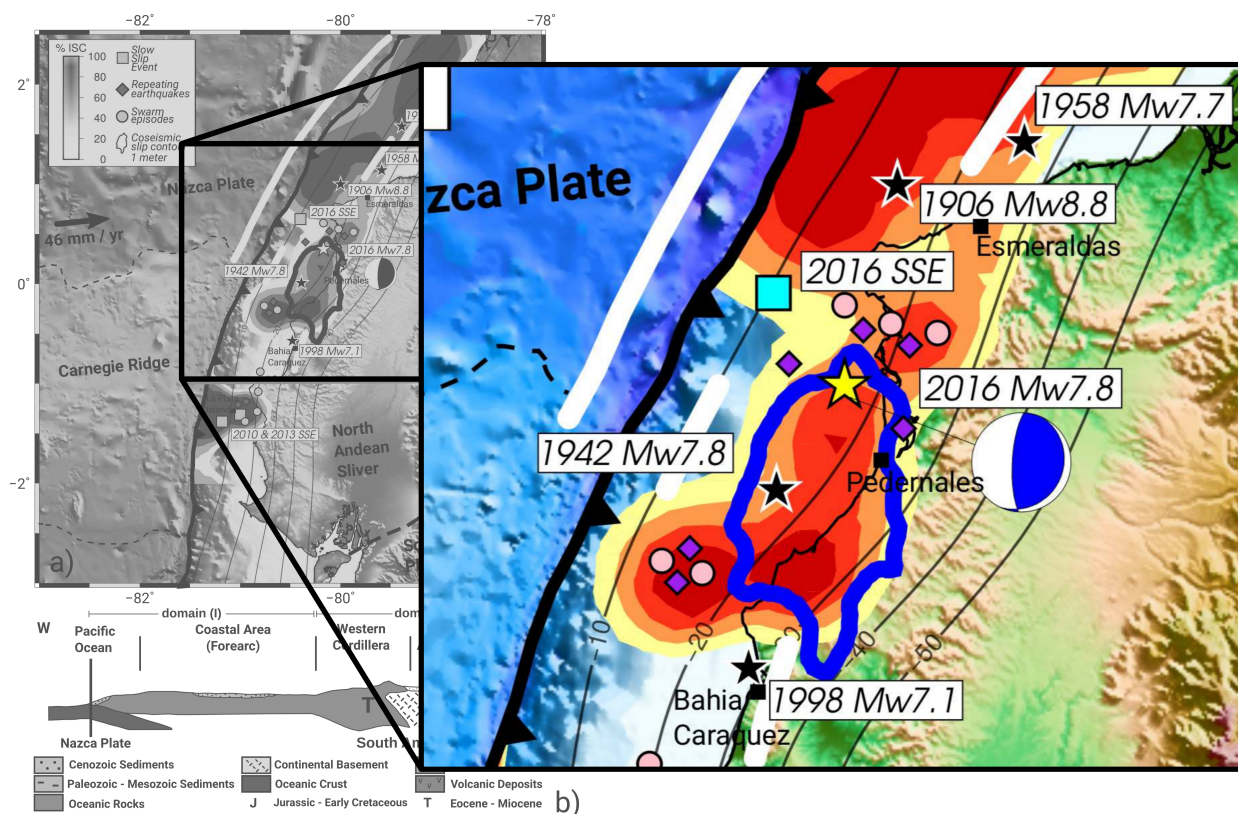 −82°
−80°
−78°
2°
0°
−2°
% ISC
100
80
60
40
20
0
Slow
Slip
Event
Repeating
earthquakes
Swarm
episodes
Coseismic
slip conto
1 meter
Nazca Plate
46 mm / yr
Carnegie Ridge
1958 M
1906 Mw8.8
Esmeraldas
2016 SSE
2016 Mw7.8
1942 Mw7.8
Pedernales
Bahia
Caraquez
1998 Mw7.1
2010 & 2013 SSE
North
Andean
Sliver
a)
−82
−80
zca Plate
1958 Mw7.7
1906 Mw8.8
Esmeraldas
2016 SSE
2016 Mw7.8
1942 Mw7.8
Pedernales
−10
−20
−40
−50
Bahia
Caraquez
1998 Mw7.1
domain (I)
dom
W
Pacific
Ocean
Coastal Area
(Forearc)
Western
Cordillera
T
Nazca Plate
South Am
Cenozoic Sediments
Continental Basement
Paleozoic - Mesozoic Sediments
Oceanic Crust
Volcanic Deposits
Oceanic Rocks
J Jurassic - Early Cretaceous
T Eocene - Miocene
b)